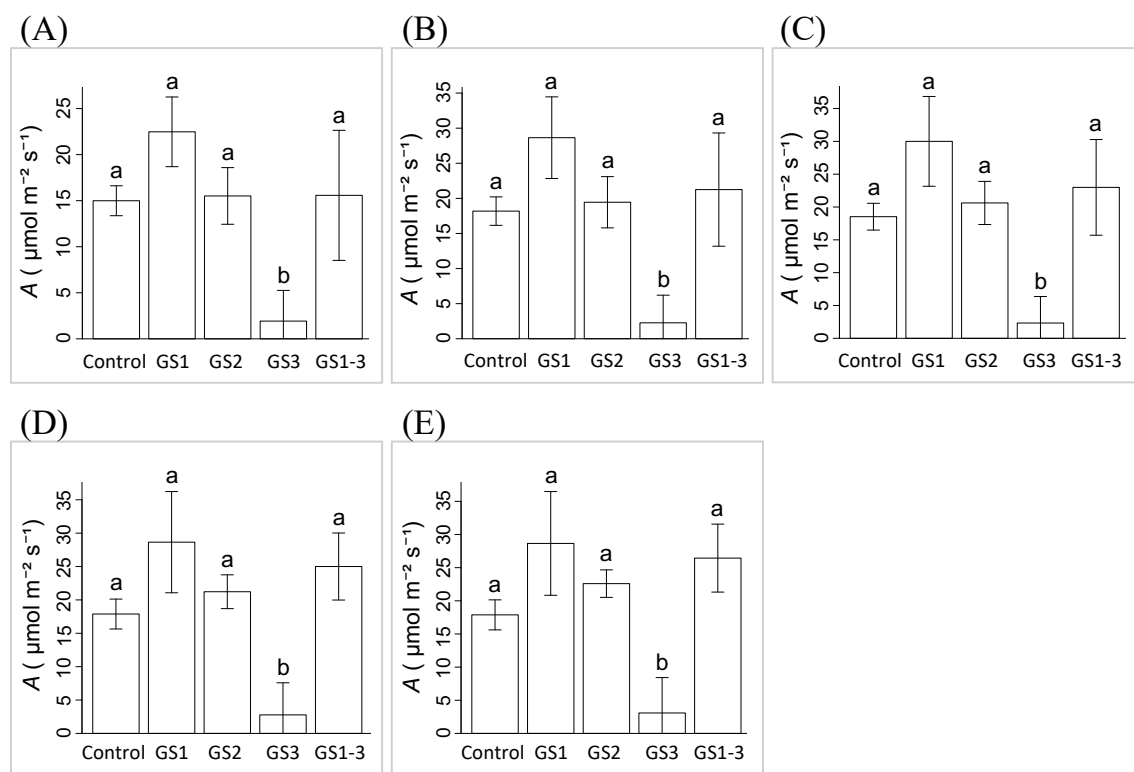 (A)
A ( μmol m⁻² s⁻¹)
0
5
10
15
20
25
a
a
a
b
a
Control GS1 GS2 GS3 GS1-3
(B)
A ( μmol m⁻² s⁻¹)
0
5
10
15
20
25
30
35
a
a
a
b
a
Control GS1 GS2 GS3 GS1-3
(C)
A ( μmol m⁻² s⁻¹)
0
5
10
15
20
25
30
35
a
a
a
b
a
Control GS1 GS2 GS3 GS1-3
(D)
A ( μmol m⁻² s⁻¹)
0
5
10
15
20
25
30
35
a
a
a
b
a
Control GS1 GS2 GS3 GS1-3
(E)
A ( μmol m⁻² s⁻¹)
0
5
10
15
20
25
30
35
a
a
a
b
a
Control GS1 GS2 GS3 GS1-3